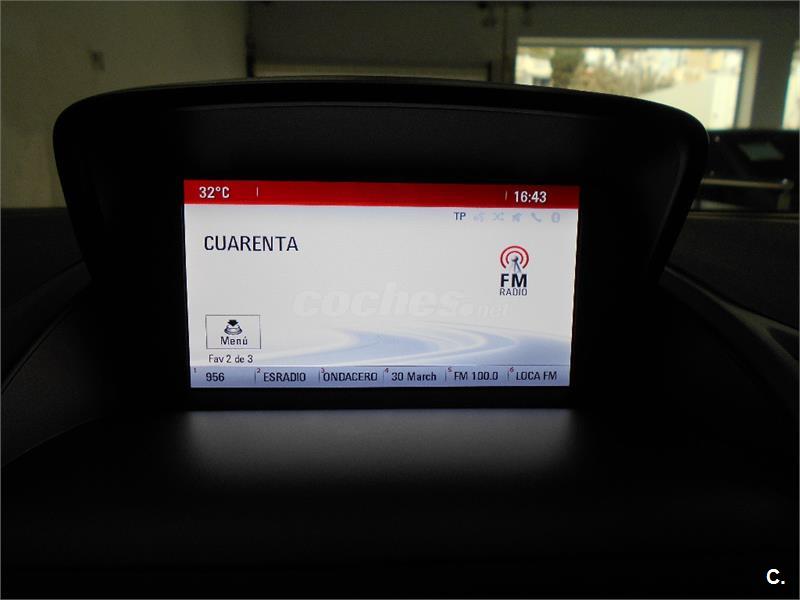 32°C 16:43
TP
CUARENTA
FM
RADIO
coches.net
Menú
Fav 2 de 3
1 956 2 ESRADIO 3 ONDACERO 4 30 March 5 FM 100.0 6 LOCA FM
C.